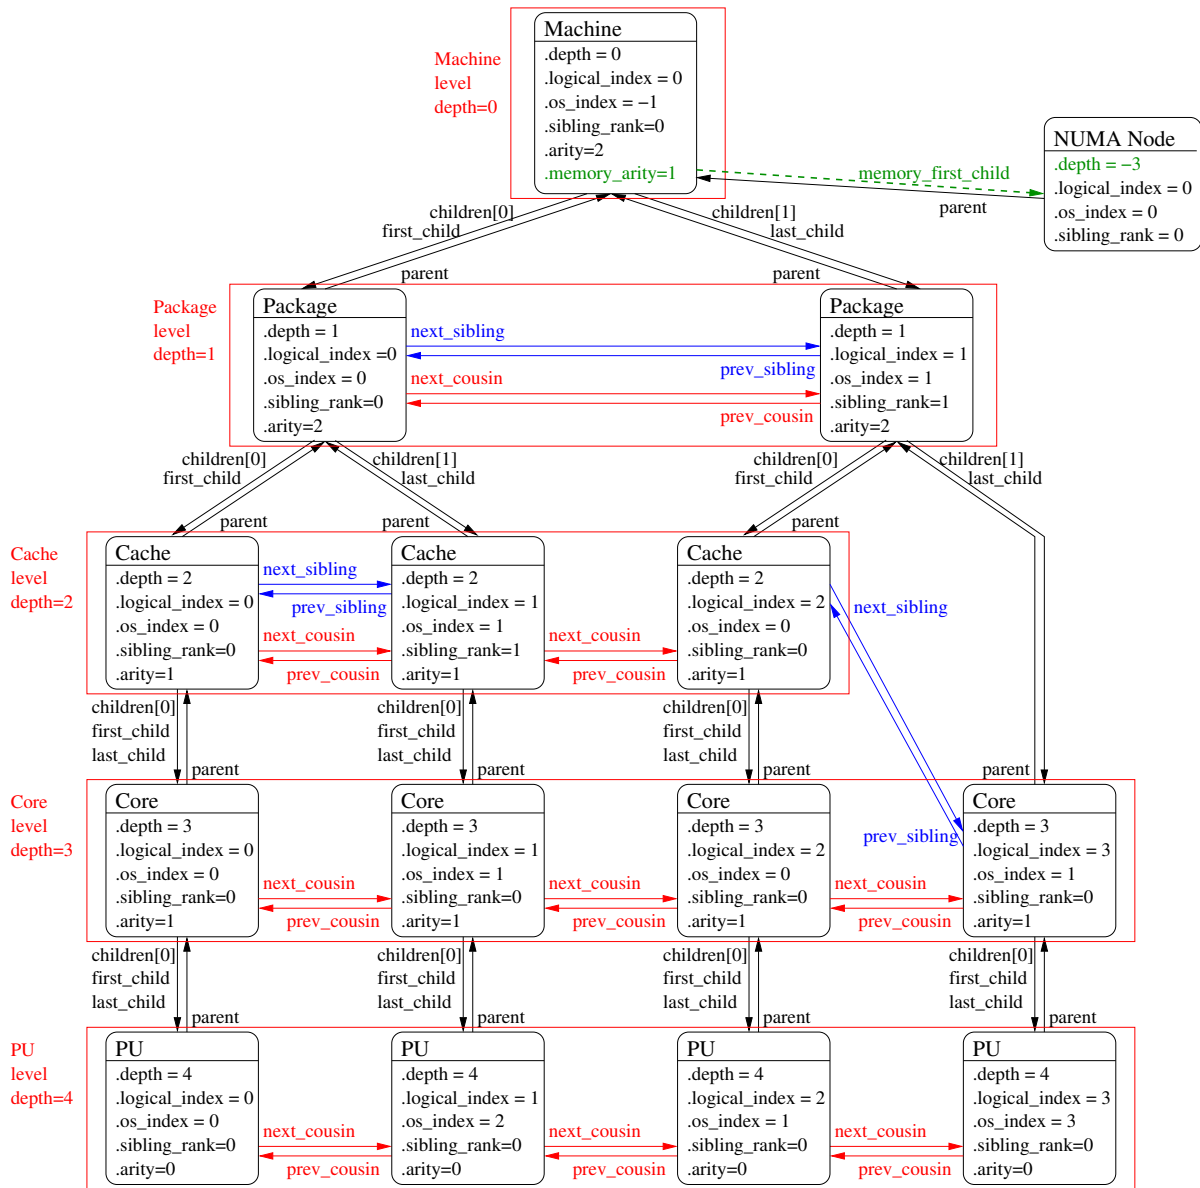 Machine
level
depth=0
Machine
.depth = 0
.logical_index = 0
.os_index = −1
.sibling_rank=0
.arity=2
.memory_arity=1
memory_first_child
parent
NUMA Node
.depth = −3
.logical_index = 0
.os_index = 0
.sibling_rank = 0
children[0]
first_child
parent
children[1]
last_child
parent
Package
level
depth=1
Package
.depth = 1
.logical_index =0
.os_index = 0
.sibling_rank=0
.arity=2
next_sibling
prev_sibling
next_cousin
prev_cousin
Package
.depth = 1
.logical_index = 1
.os_index = 1
.sibling_rank=1
.arity=2
children[0]
first_child
parent
children[1]
last_child
parent
children[0]
first_child
parent
children[1]
last_child
Cache
level
depth=2
Cache
.depth = 2
.logical_index = 0
.os_index = 0
.sibling_rank=0
.arity=1
next_sibling
prev_sibling
next_cousin
prev_cousin
Cache
.depth = 2
.logical_index = 1
.os_index = 1
.sibling_rank=1
.arity=1
next_cousin
prev_cousin
Cache
.depth = 2
.logical_index = 2
.os_index = 0
.sibling_rank=0
.arity=1
next_sibling
prev_sibling
children[0]
first_child
last_child
parent
children[0]
first_child
last_child
parent
children[0]
first_child
last_child
parent
parent
Core
level
depth=3
Core
.depth = 3
.logical_index = 0
.os_index = 0
.sibling_rank=0
.arity=1
next_cousin
prev_cousin
Core
.depth = 3
.logical_index = 1
.os_index = 1
.sibling_rank=0
.arity=1
next_cousin
prev_cousin
Core
.depth = 3
.logical_index = 2
.os_index = 0
.sibling_rank=0
.arity=1
next_cousin
prev_cousin
Core
.depth = 3
.logical_index = 3
.os_index = 1
.sibling_rank=0
.arity=1
children[0]
first_child
last_child
parent
children[0]
first_child
last_child
parent
children[0]
first_child
last_child
parent
children[0]
first_child
last_child
parent
PU
level
depth=4
PU
.depth = 4
.logical_index = 0
.os_index = 0
.sibling_rank=0
.arity=0
next_cousin
prev_cousin
PU
.depth = 4
.logical_index = 1
.os_index = 2
.sibling_rank=0
.arity=0
next_cousin
prev_cousin
PU
.depth = 4
.logical_index = 2
.os_index = 1
.sibling_rank=0
.arity=0
next_cousin
prev_cousin
PU
.depth = 4
.logical_index = 3
.os_index = 3
.sibling_rank=0
.arity=0